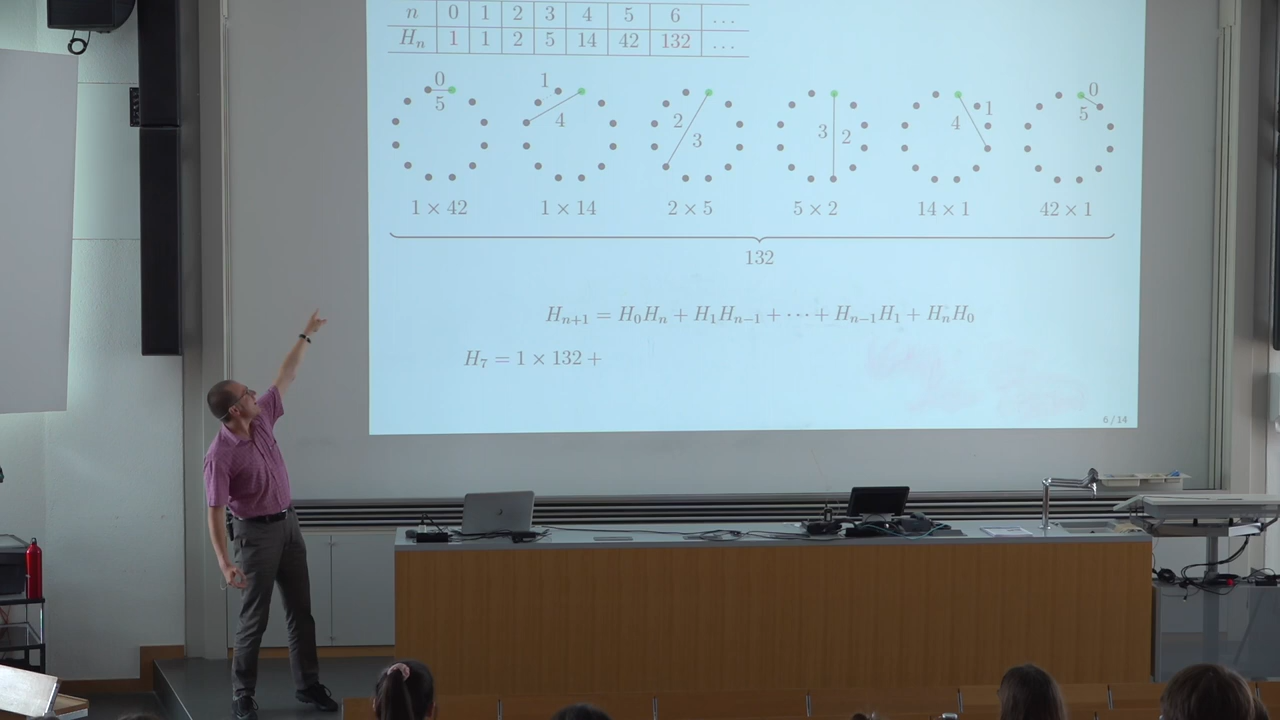 n 0 1 2 3 4 5 6 ...
H_n 1 1 2 5 14 42 132 ...
0 5 1 4 2 3 3 2 4 1 0 5
1 × 42 1 × 14 2 × 5 5 × 2 14 × 1 42 × 1
132
H_{n+1} = H_0H_n + H_1H_{n−1} + ··· + H_{n−1}H_1 + H_nH_0
H_7 = 1 × 132 +
6 / 14